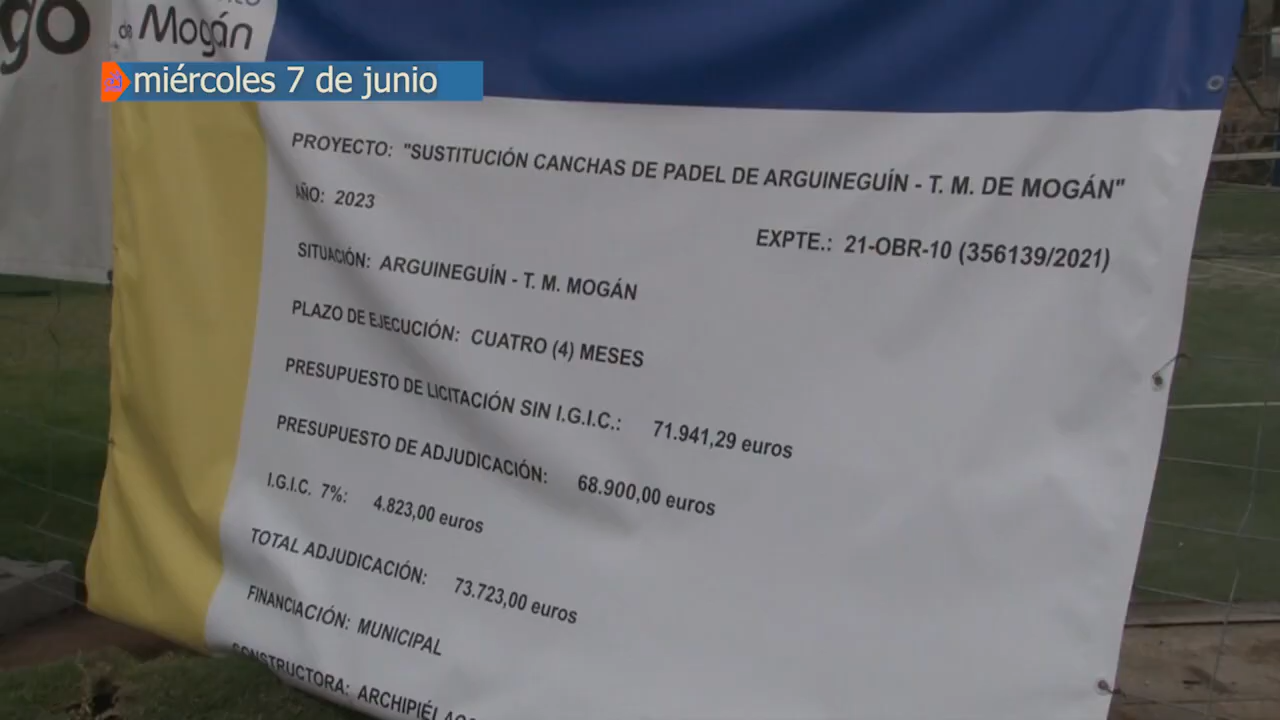 go
de Mogán
miércoles 7 de junio
PROYECTO: "SUSTITUCIÓN CANCHAS DE PADEL DE ARGUINEGUÍN - T. M. DE MOGÁN"
AÑO: 2023
EXPTE.: 21-OBR-10 (356139/2021)
SITUACIÓN: ARGUINEGUÍN - T. M. MOGÁN
PLAZO DE EJECUCIÓN: CUATRO (4) MESES
PRESUPUESTO DE LICITACIÓN SIN I.G.I.C.: 71.941,29 euros
PRESUPUESTO DE ADJUDICACIÓN: 68.900,00 euros
I.G.I.C. 7%: 4.823,00 euros
TOTAL ADJUDICACIÓN: 73.723,00 euros
FINANCIACIÓN: MUNICIPAL
CONSTRUCTORA: